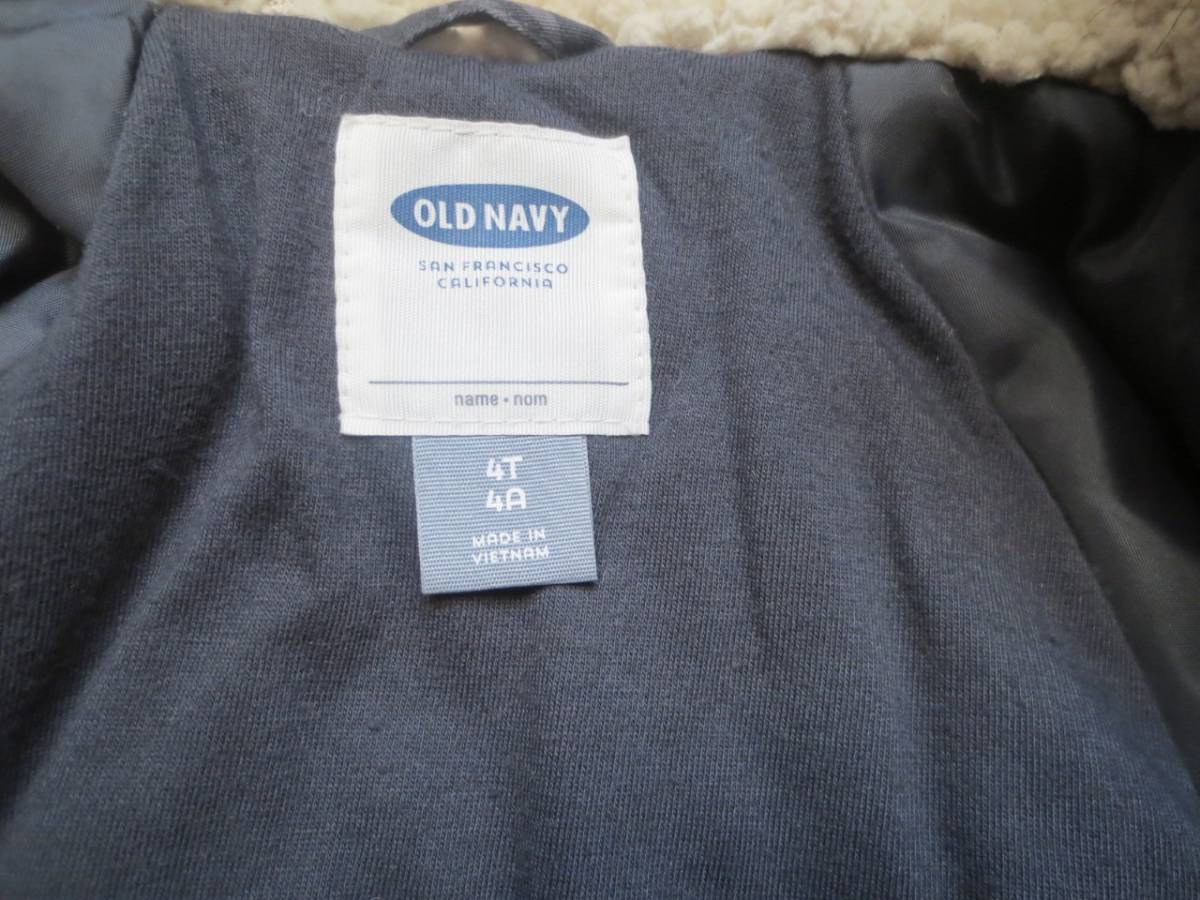 OLD NAVY
SAN FRANCISCO
CALIFORNIA
name • nom
4T
4A
MADE IN
VIETNAM